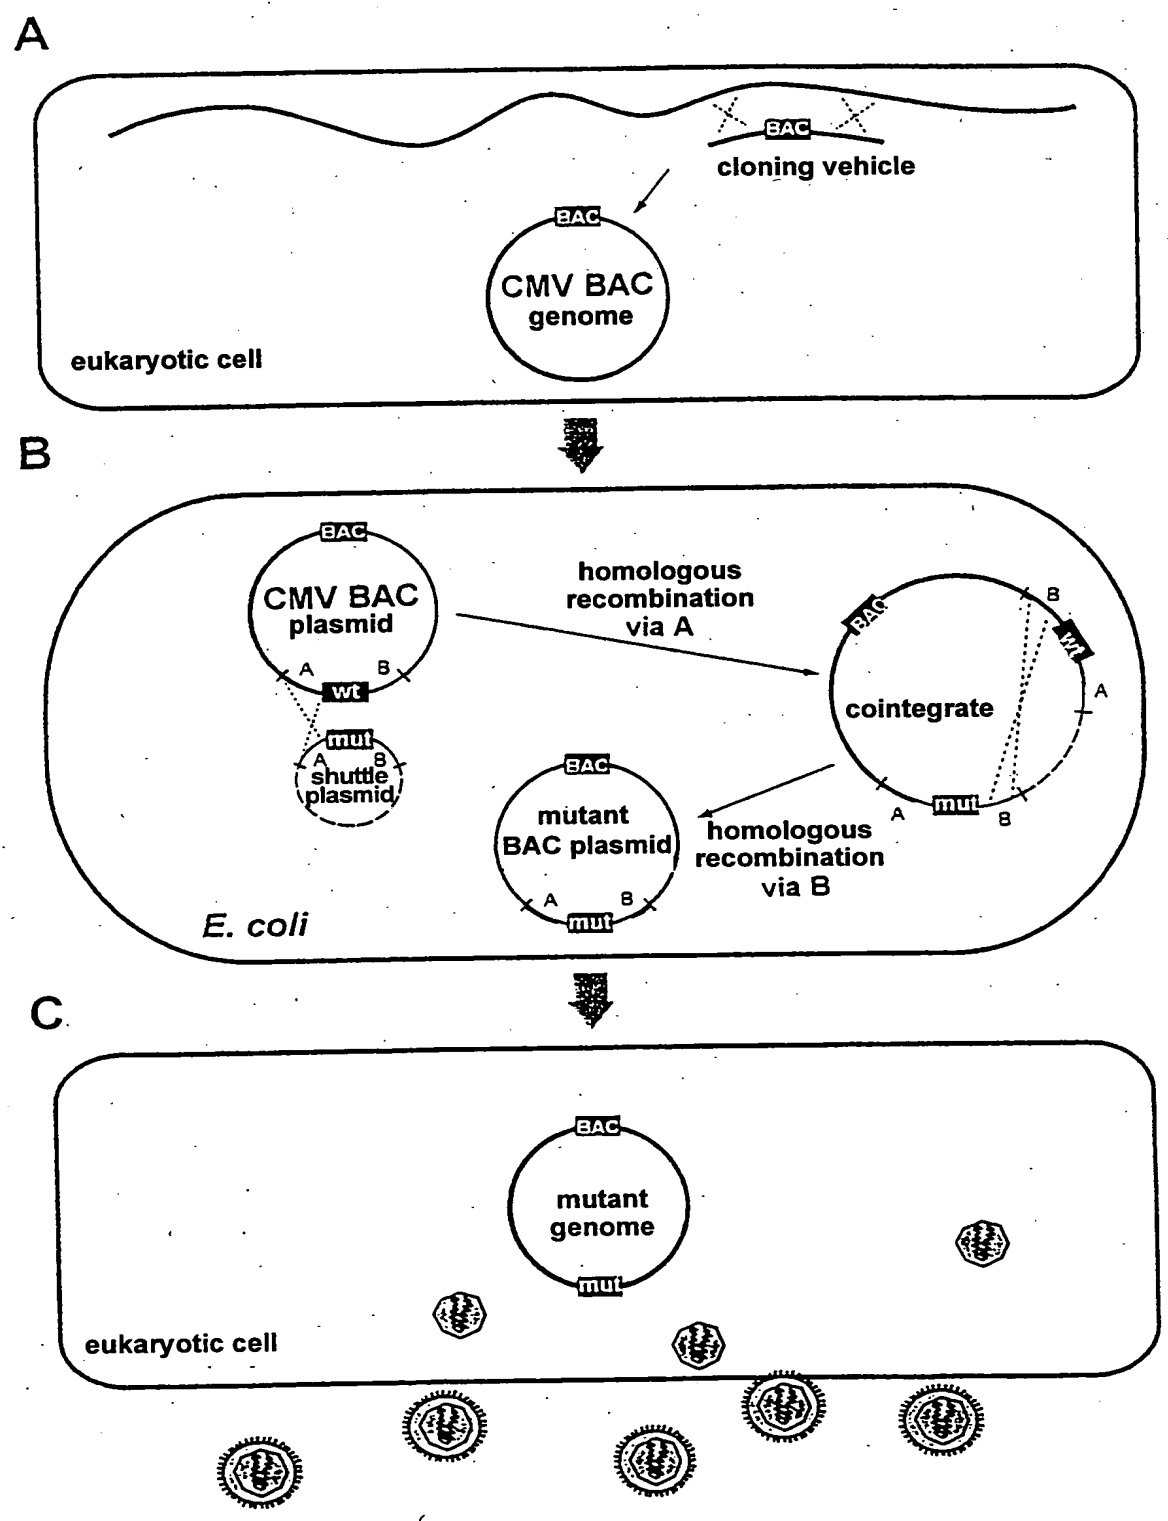 A
BAC
cloning vehicle
BAC
CMV BAC
genome
eukaryotic cell
B
BAC
CMV BAC
plasmid
A
B
wt
mut
A
B
shuttle
plasmid
homologous
recombination
via A
BAC
B
wt
A
cointegrate
A
mut
B
BAC
mutant
BAC plasmid
A
B
mut
homologous
recombination
via B
E. coli
C
BAC
mutant
genome
mut
eukaryotic cell